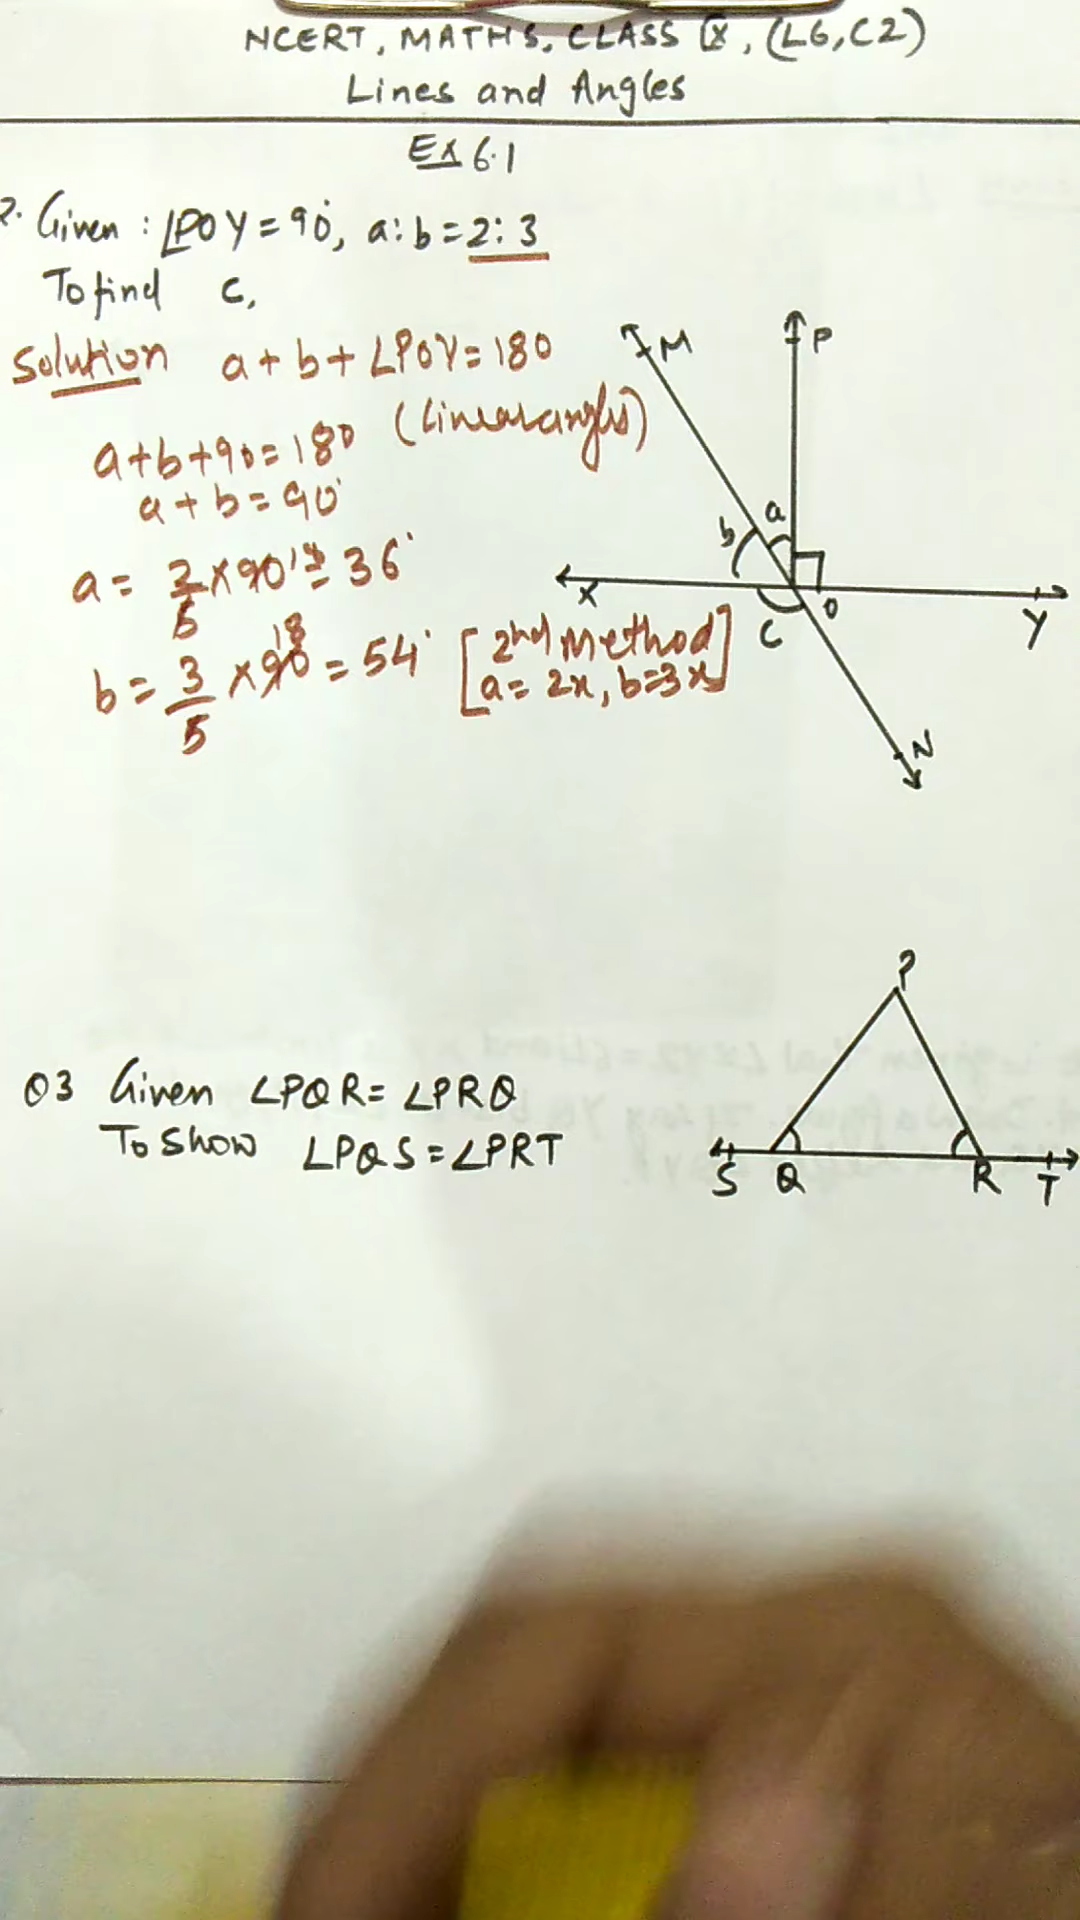 NCERT, MATHS, CLASS IX, (L6, C2)
Lines and Angles
Ex 6.1
2. Given : ∠POY = 90°, a:b = 2:3
To find c.
Solution a + b + ∠POY = 180
(Linear angles)
a+b+90=180
a + b = 90°
a = 2/5 × 90 18 = 36°
b = 3/5 × 90 18 = 54°
[2nd Method
a = 2x, b=3x]
M
P
b
a
X
O
Y
C
N
P
Q3 Given ∠PQR = ∠PRQ
To Show ∠PQS = ∠PRT
S Q R T